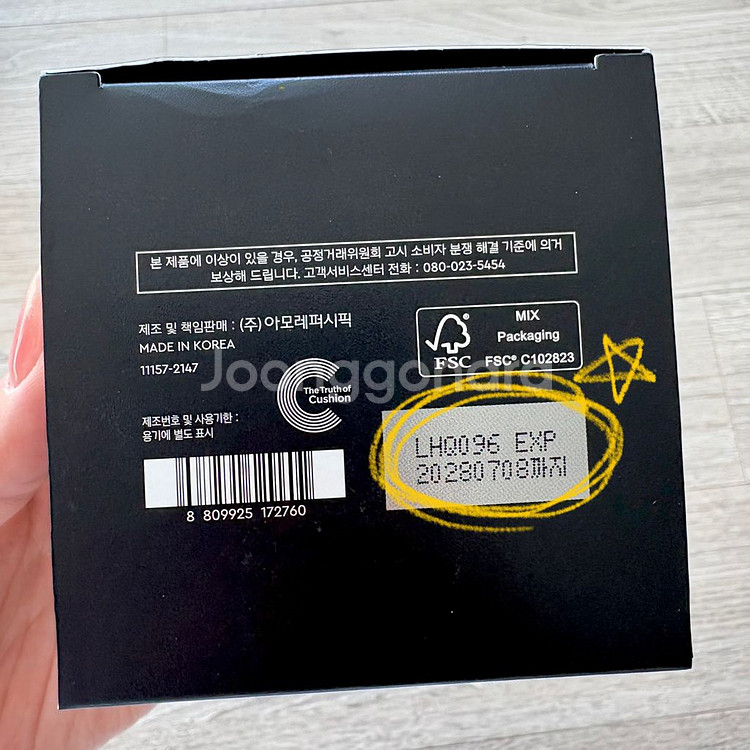 본 제품에 이상이 있을 경우, 공정거래위원회 고시 소비자 분쟁 해결 기준에 의거
보상해 드립니다. 고객서비스센터 전화 : 080-023-5454
제조 및 책임판매 : (주)아모레퍼시픽
MADE IN KOREA
11157-2147
MIX
Packaging
FSC
FSC® C102823
Joonggonara
The Truth of
Cushion
제조번호 및 사용기한 :
용기에 별도 표시
LHQ096 EXP
20280708까지
8 809925 172760